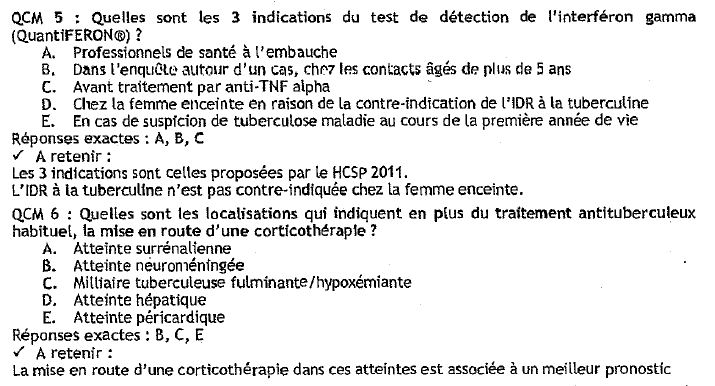 QCM 5 : Quelles sont les 3 indications du test de détection de l'interféron gamma
(QuantiFERON®) ?
A. Professionnels de santé à l'embauche
B. Dans l'enquête autour d'un cas, chez les contacts âgés de plus de 5 ans
C. Avant traitement par anti-TNF alpha
D. Chez la femme enceinte en raison de la contre-indication de l'IDR à la tuberculine
E. En cas de suspicion de tuberculose maladie au cours de la première année de vie
Réponses exactes : A, B, C
✓ A retenir :
Les 3 indications sont celles proposées par le HCSP 2011.
L'IDR à la tuberculine n'est pas contre-indiquée chez la femme enceinte.
QCM 6 : Quelles sont les localisations qui indiquent en plus du traitement antituberculeux
habituel, la mise en route d'une corticothérapie ?
A. Atteinte surrénalienne
B. Atteinte neuroméningée
C. Milliaire tuberculeuse fulminante/hypoxémiante
D. Atteinte hépatique
E. Atteinte péricardique
Réponses exactes : B, C, E
✓ A retenir :
La mise en route d'une corticothérapie dans ces atteintes est associée à un meilleur pronostic